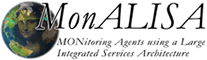 MonALISA
MONitoring Agents using a Large
Integrated Services Architecture